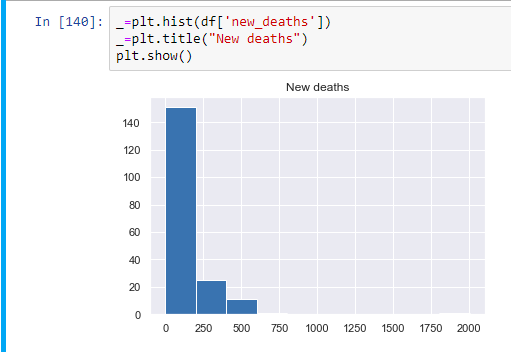 In [140]: _=plt.hist(df['new_deaths'])
_=plt.title("New deaths")
plt.show()
New deaths
140
120
100
80
60
40
20
0
0 250 500 750 1000 1250 1500 1750 2000